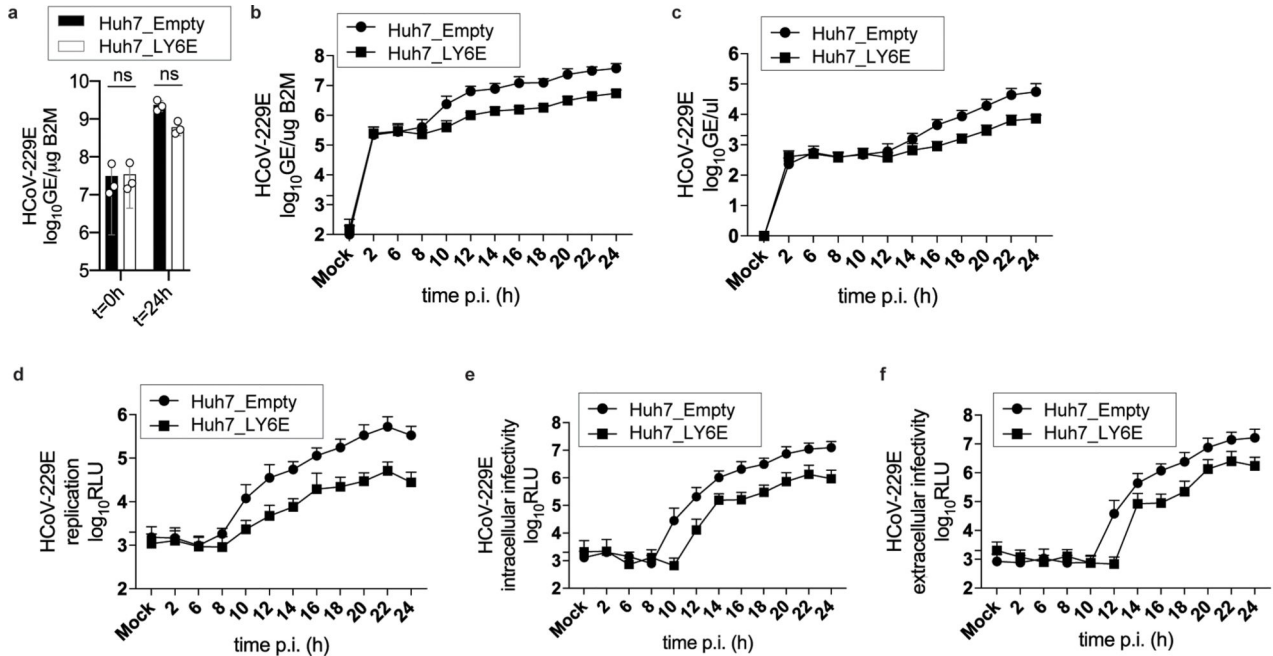 a
Huh7_Empty
Huh7_LY6E
ns
ns
HCoV-229E
log10GE/µg B2M
10
9
8
7
6
5
t=0h
t=24h
b
Huh7_Empty
Huh7_LY6E
HCoV-229E
log10GE/ug B2M
8
7
6
5
4
3
2
Mock
2
6
8
10
12
14
16
18
20
22
24
time p.i. (h)
c
Huh7_Empty
Huh7_LY6E
HCoV-229E
log10GE/ul
6
5
4
3
2
1
0
Mock
2
6
8
10
12
14
16
18
20
22
24
time p.i. (h)
d
Huh7_Empty
Huh7_LY6E
HCoV-229E
replication
log10RLU
6
5
4
3
2
Mock
2
6
8
10
12
14
16
18
20
22
24
time p.i. (h)
e
Huh7_Empty
Huh7_LY6E
HCoV-229E
intracellular infectivity
log10RLU
8
7
6
5
4
3
2
Mock
2
6
8
10
12
14
16
18
20
22
24
time p.i. (h)
f
Huh7_Empty
Huh7_LY6E
HCoV-229E
extracellular infectivity
log10RLU
8
7
6
5
4
3
2
Mock
2
6
8
10
12
14
16
18
20
22
24
time p.i. (h)